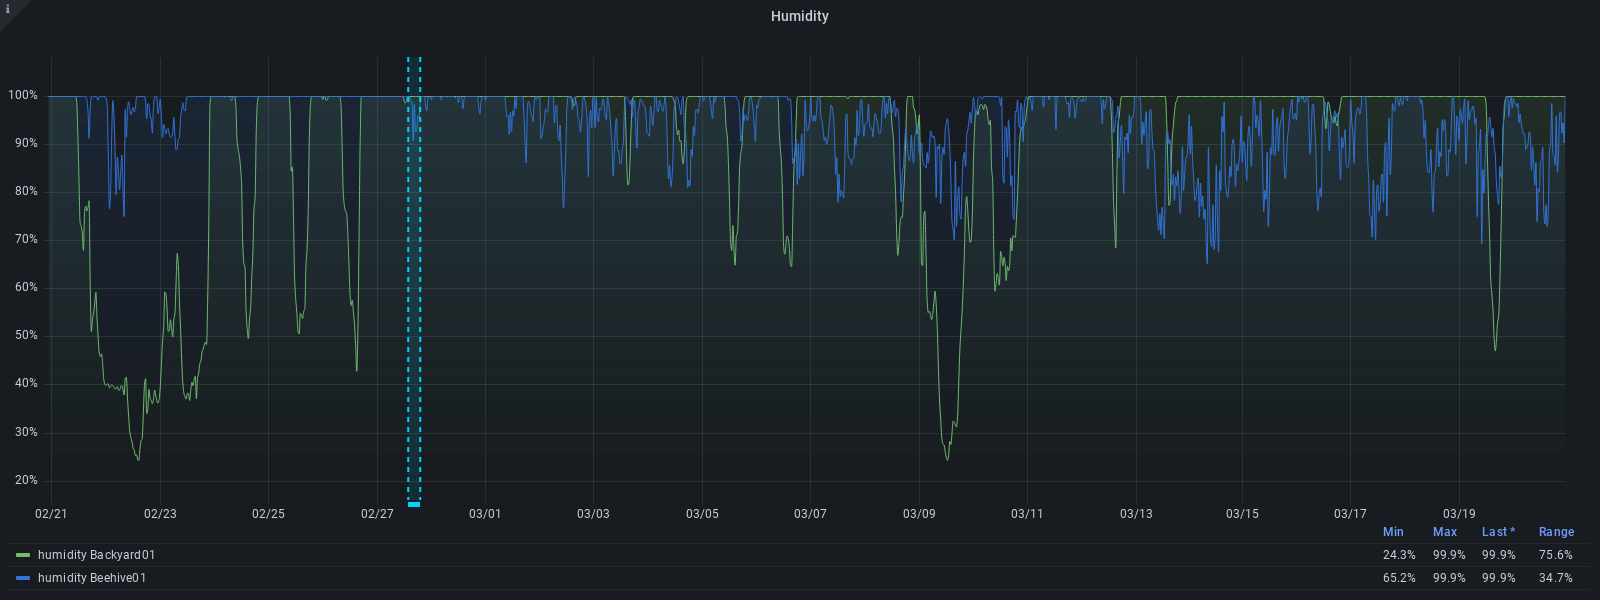 i
Humidity
100%
90%
80%
70%
60%
50%
40%
30%
20%
02/21 02/23 02/25 02/27 03/01 03/03 03/05 03/07 03/09 03/11 03/13 03/15 03/17 03/19
Min Max Last * Range
humidity Backyard01 24.3% 99.9% 99.9% 75.6%
humidity Beehive01 65.2% 99.9% 99.9% 34.7%